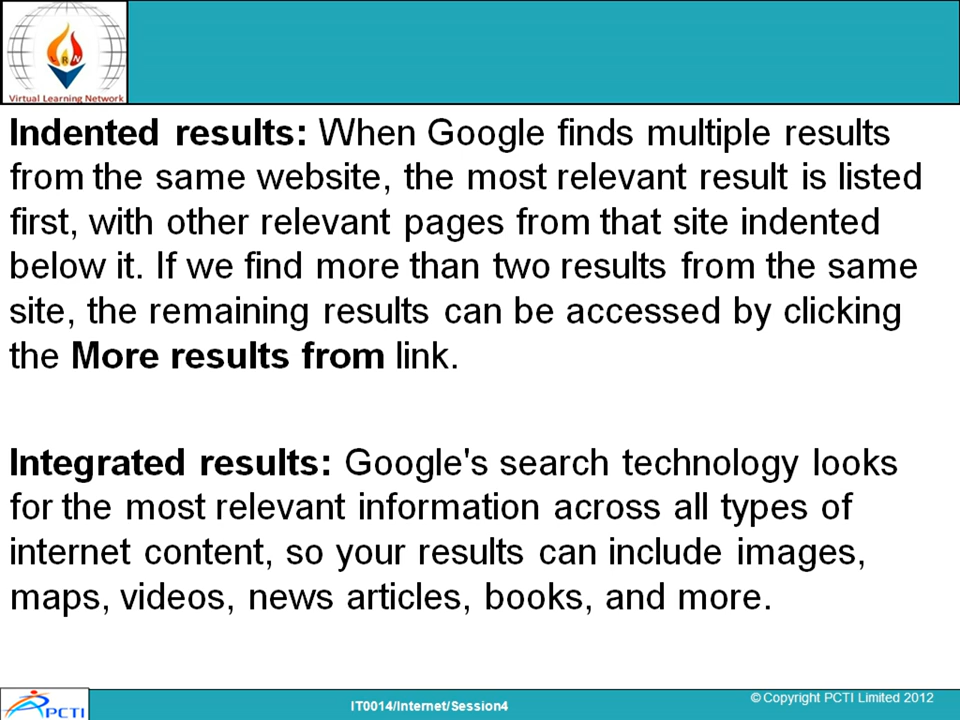 RN
Virtual Learning Network
Indented results: When Google finds multiple results
from the same website, the most relevant result is listed
first, with other relevant pages from that site indented
below it. If we find more than two results from the same
site, the remaining results can be accessed by clicking
the More results from link.
Integrated results: Google's search technology looks
for the most relevant information across all types of
internet content, so your results can include images,
maps, videos, news articles, books, and more.
PCTI
IT0014/Internet/Session4
© Copyright PCTI Limited 2012